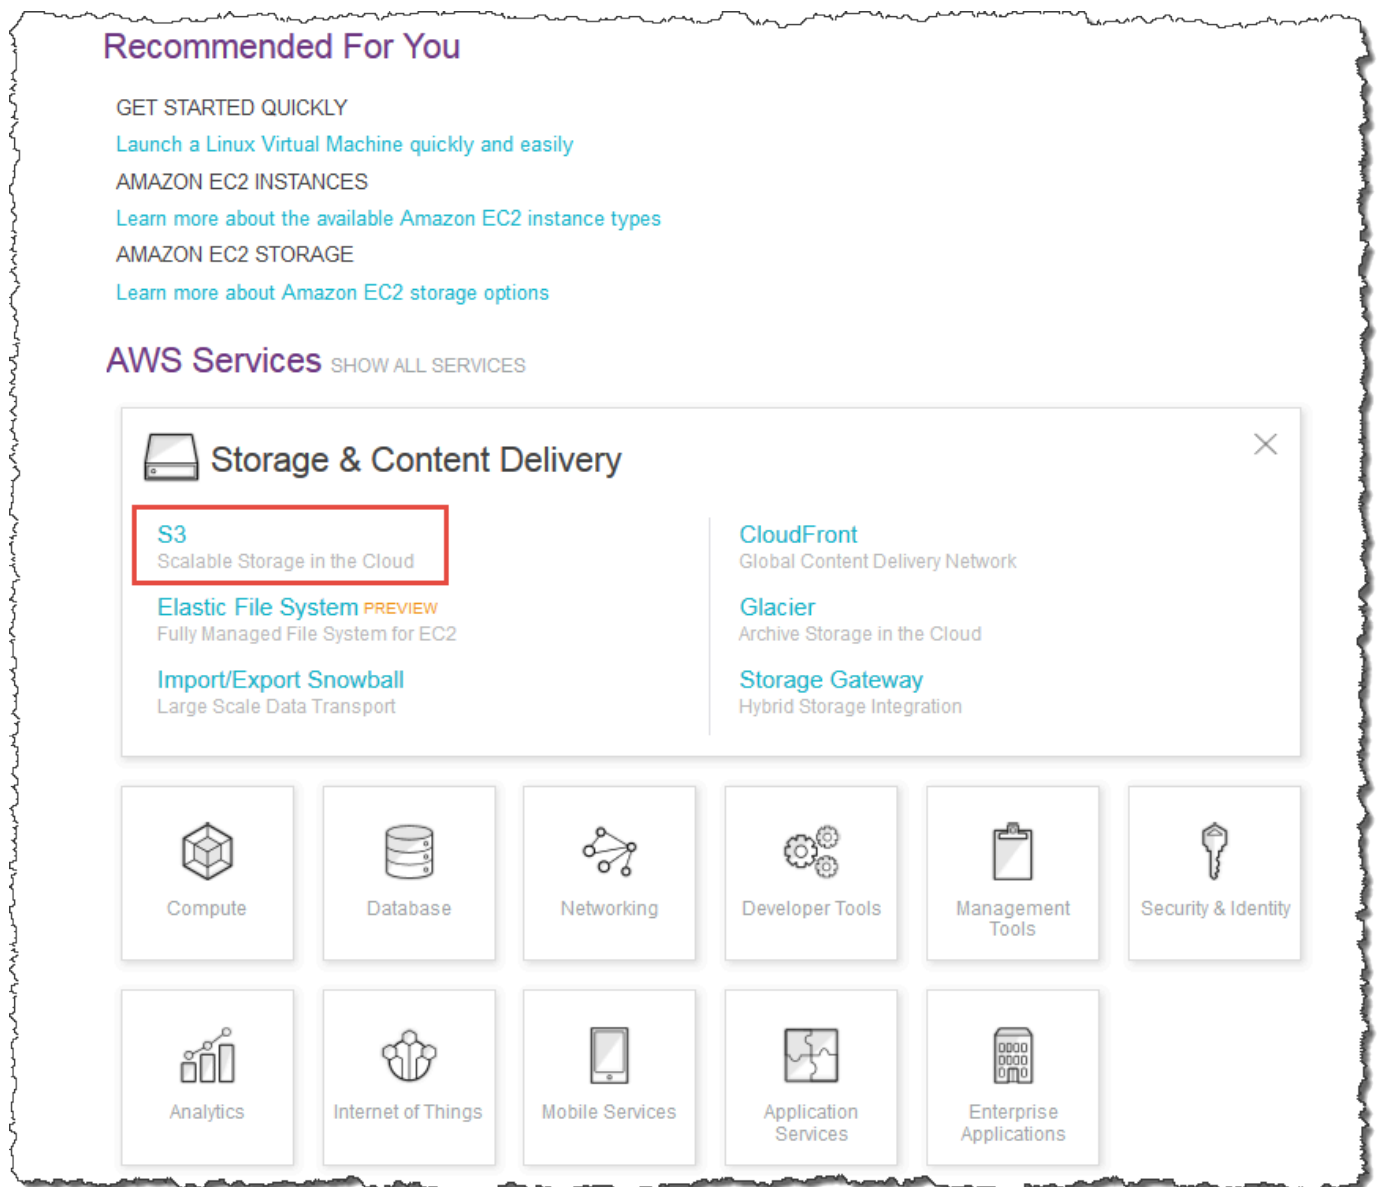 Recommended For You
GET STARTED QUICKLY
Launch a Linux Virtual Machine quickly and easily
AMAZON EC2 INSTANCES
Learn more about the available Amazon EC2 instance types
AMAZON EC2 STORAGE
Learn more about Amazon EC2 storage options
AWS Services SHOW ALL SERVICES
Storage & Content Delivery
S3
Scalable Storage in the Cloud
Elastic File System PREVIEW
Fully Managed File System for EC2
Import/Export Snowball
Large Scale Data Transport
CloudFront
Global Content Delivery Network
Glacier
Archive Storage in the Cloud
Storage Gateway
Hybrid Storage Integration
Compute
Database
Networking
Developer Tools
Management
Tools
Security & Identity
Analytics
Internet of Things
Mobile Services
Application
Services
Enterprise
Applications